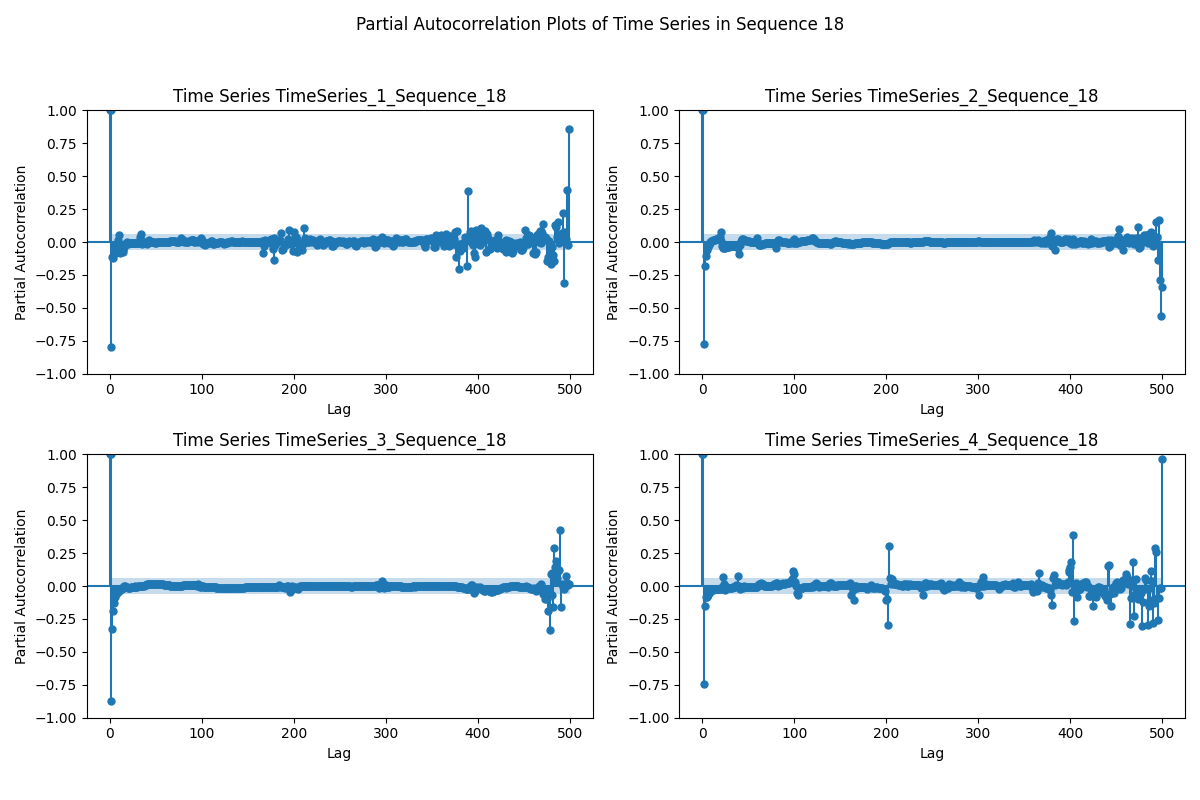 Partial Autocorrelation Plots of Time Series in Sequence 18
Time Series TimeSeries_1_Sequence_18
1.00
0.75
0.50
0.25
0.00
−0.25
−0.50
−0.75
−1.00
Partial Autocorrelation
0 100 200 300 400 500
Lag
Time Series TimeSeries_2_Sequence_18
1.00
0.75
0.50
0.25
0.00
−0.25
−0.50
−0.75
−1.00
Partial Autocorrelation
0 100 200 300 400 500
Lag
Time Series TimeSeries_3_Sequence_18
1.00
0.75
0.50
0.25
0.00
−0.25
−0.50
−0.75
−1.00
Partial Autocorrelation
0 100 200 300 400 500
Lag
Time Series TimeSeries_4_Sequence_18
1.00
0.75
0.50
0.25
0.00
−0.25
−0.50
−0.75
−1.00
Partial Autocorrelation
0 100 200 300 400 500
Lag